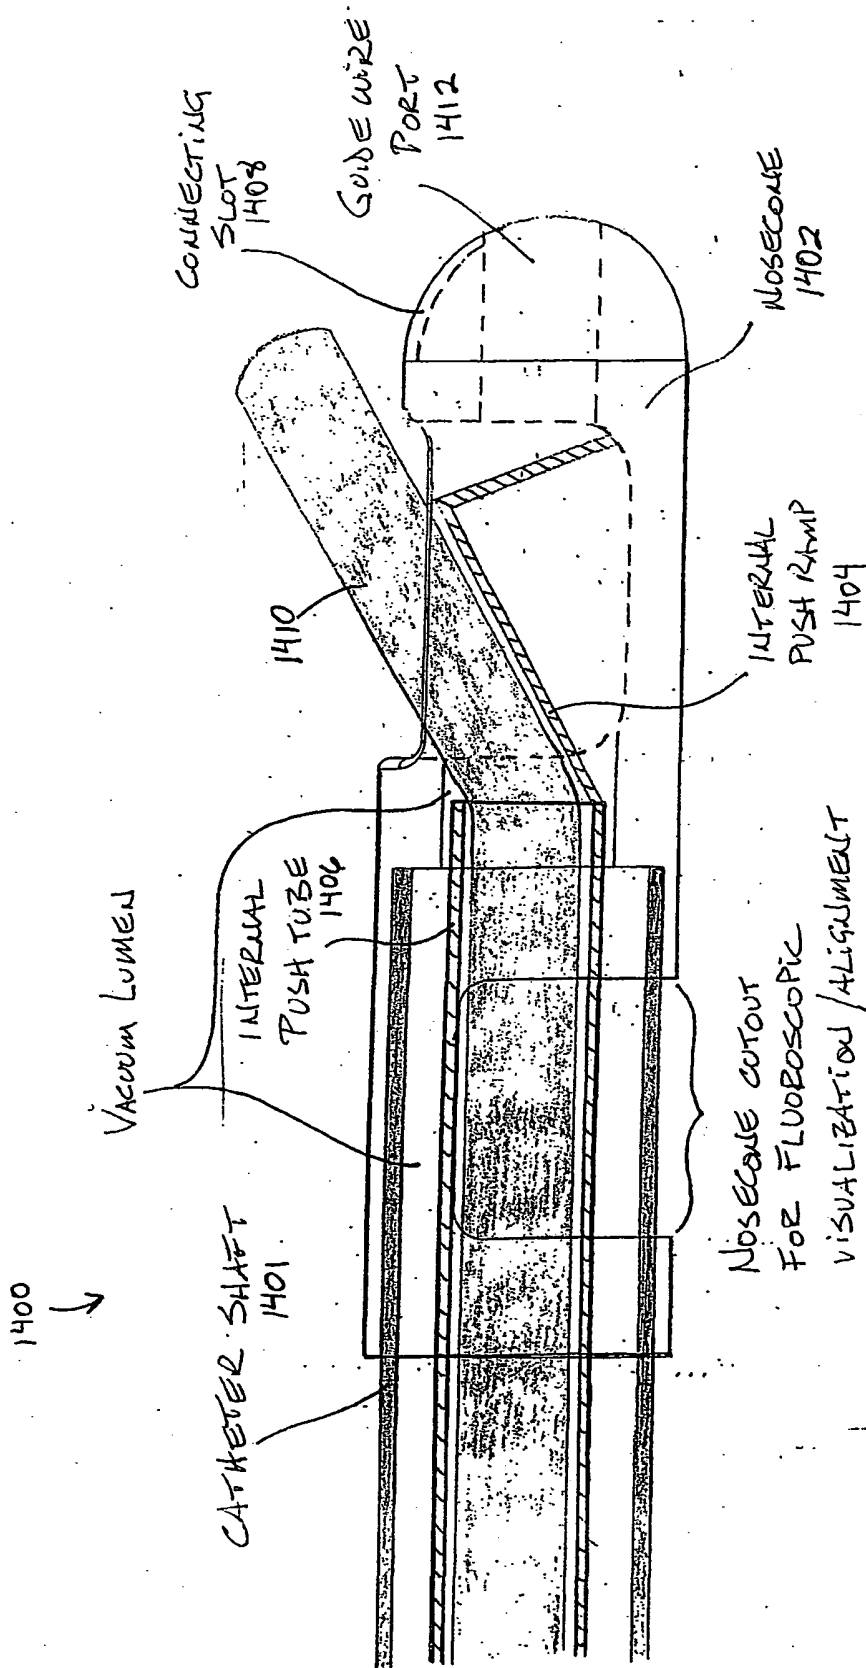 1400
CATHETER SHAFT
1401
VACUUM LUMEN
INTERNAL
PUSH TUBE
1406
1410
CONNECTING
SLOT
1408
GUIDE WIRE
PORT
1412
NOSECONE CUTOUT
FOR FLUOROSCOPIC
VISUALIZATION/ALIGNMENT
INTERNAL
PUSH RAMP
1404
NOSECONE
1402